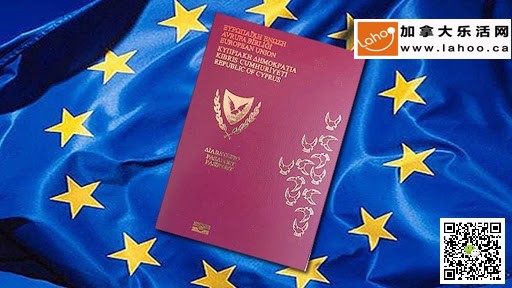 ΕΥΡΩΠΑΪΚΗ ΕΝΩΣΗ
AVRUPA BİRLİĞİ
EUROPEAN UNION
ΚΥΠΡΙΑΚΗ ΔΗΜΟΚΡΑΤΙΑ
KIBRIS CUMHURİYETİ
REPUBLIC OF CYPRUS
ΔΙΑΒΑΤΗΡΙΟ
PASAPORT
PASSPORT
Lahoo
加拿大乐活网
www.lahoo.ca